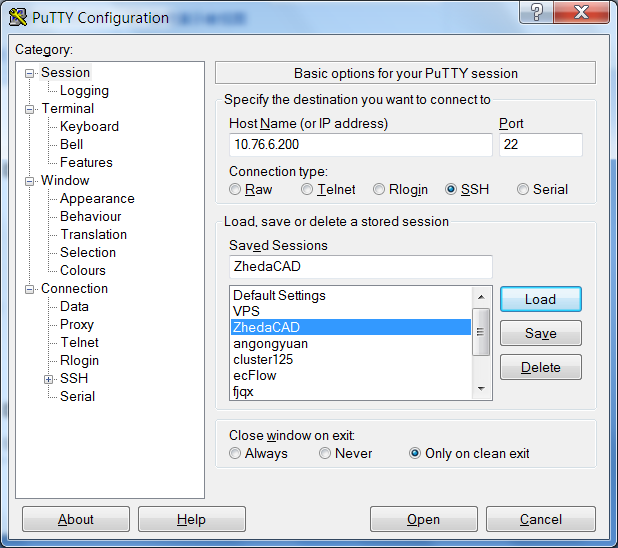 PuTTY Configuration
Category:
Session
Logging
Terminal
Keyboard
Bell
Features
Window
Appearance
Behaviour
Translation
Selection
Colours
Connection
Data
Proxy
Telnet
Rlogin
SSH
Serial
Basic options for your PuTTY session
Specify the destination you want to connect to
Host Name (or IP address) Port
10.76.6.200 22
Connection type:
Raw Telnet Rlogin SSH Serial
Load, save or delete a stored session
Saved Sessions
ZhedaCAD
Default Settings
VPS
ZhedaCAD
angongyuan
cluster125
ecFlow
fjqx
Load
Save
Delete
Close window on exit:
Always Never Only on clean exit
About Help Open Cancel